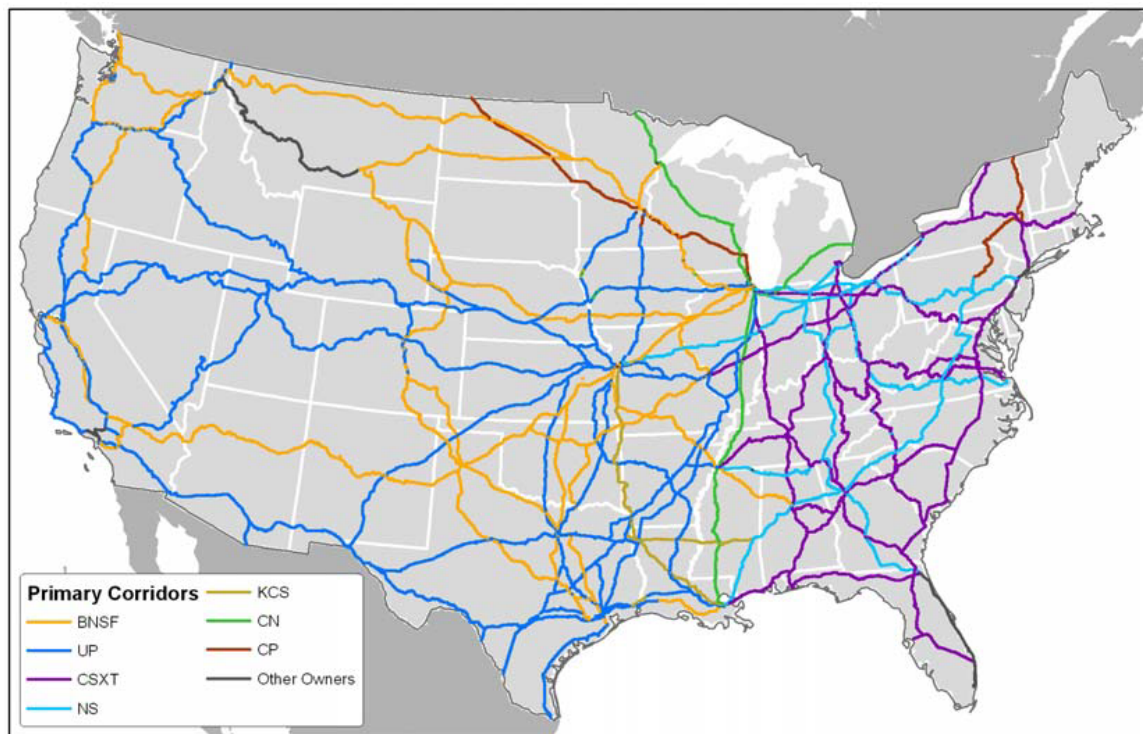 Primary Corridors
BNSF
UP
CSXT
NS
KCS
CN
CP
Other Owners